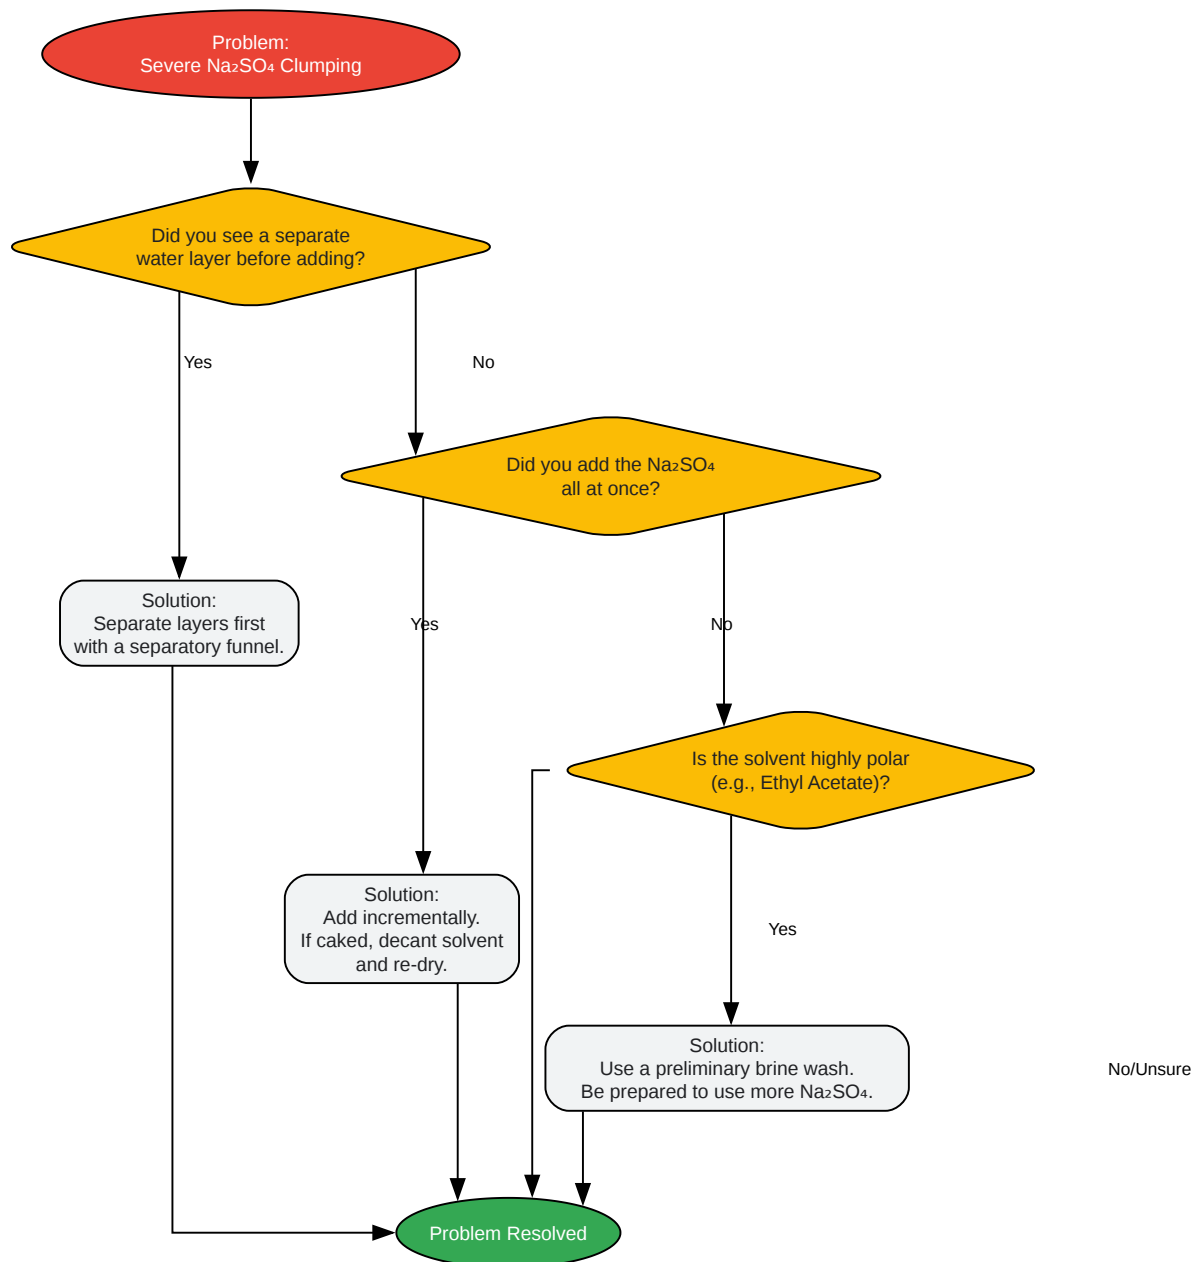 Problem:
Severe Na₂SO₄ Clumping
Did you see a separate
water layer before adding?
Yes
No
Did you add the Na₂SO₄
all at once?
Solution:
Separate layers first
with a separatory funnel.
Yes
No
Is the solvent highly polar
(e.g., Ethyl Acetate)?
Solution:
Add incrementally.
If caked, decant solvent
and re-dry.
Yes
Solution:
Use a preliminary brine wash.
Be prepared to use more Na₂SO₄.
No/Unsure
Problem Resolved